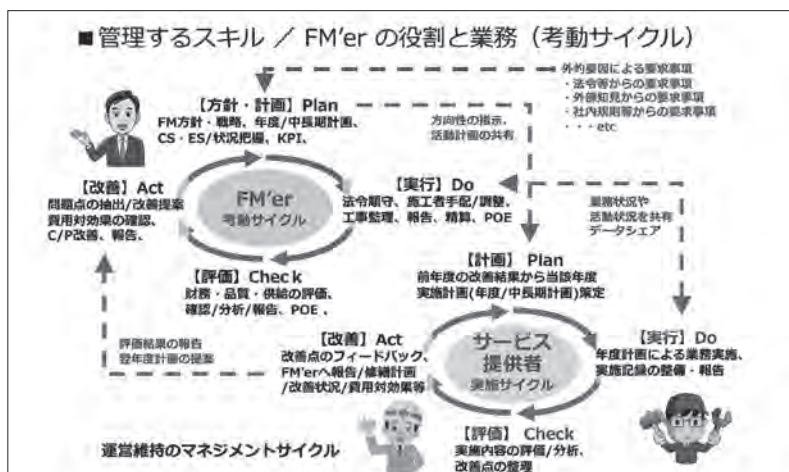 ■管理するスキル ／ FM'er の役割と業務（考動サイクル）
外的要因による要求事項
・法令等からの要求事項
・外部知見からの要求事項
・社内規則等からの要求事項
・・・etc
【方針・計画】Plan
FM方針・戦略、年度/中長期計画、
CS・ES/状況把握、KPI、
方向性の指示、
活動計画の共有
【改善】Act
問題点の抽出/改善提案
費用対効果の確認、
C/P改善、報告、
FM'er
考動サイクル
【実行】Do
法令順守、施工者手配/調整、
工事監理、報告、精算、POE
業務状況や
活動状況を共有
データシェア
【評価】Check
財務・品質・供給の評価、
確認/分析/報告、POE 、
【計画】 Plan
前年度の改善結果から当該年度
実施計画(年度/中長期計画)策定
評価結果の報告
翌年度計画の提案
【改善】 Act
改善点のフィードバック、
FM'erへ報告/修繕計画
/改善状況/費用対効果等
サービス
提供者
実施サイクル
【実行】Do
年度計画による業務実施、
実施記録の整備・報告
【評価】 Check
実施内容の評価/分析、
改善点の整理
運営維持のマネジメントサイクル